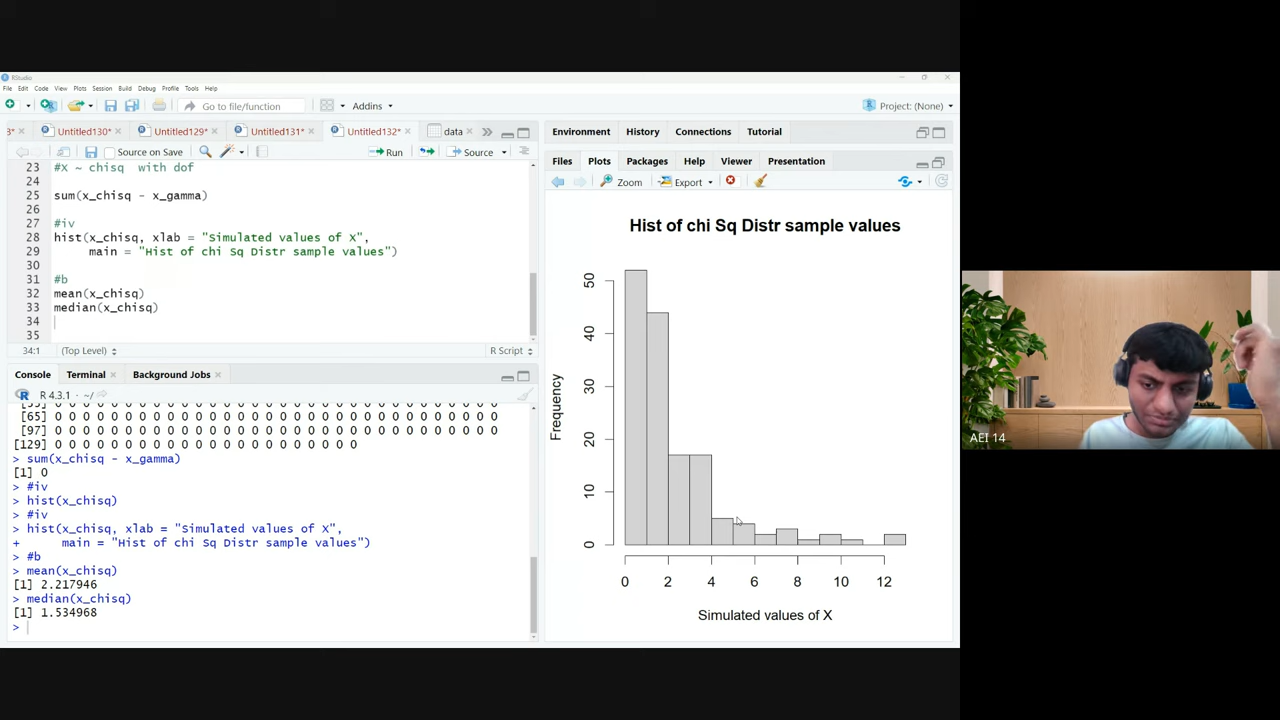 RStudio
File Edit Code View Plots Session Build Debug Profile Tools Help
Go to file/function Addins Project: (None)
3* Untitled130* Untitled129* Untitled131* Untitled132* data
Source on Save Run Source
23 #X ~ chisq with dof
24
25 sum(x_chisq - x_gamma)
26
27 #iv
28 hist(x_chisq, xlab = "Simulated values of X",
29 main = "Hist of chi Sq Distr sample values")
30
31 #b
32 mean(x_chisq)
33 median(x_chisq)
34
35
34:1 (Top Level) R Script
Console Terminal Background Jobs
R 4.3.1 · ~/
[65] 0 0 0 0 0 0 0 0 0 0 0 0 0 0 0 0 0 0 0 0 0 0 0 0 0 0 0 0 0 0 0 0
[97] 0 0 0 0 0 0 0 0 0 0 0 0 0 0 0 0 0 0 0 0 0 0 0 0 0 0 0 0 0 0 0 0
[129] 0 0 0 0 0 0 0 0 0 0 0 0 0 0 0 0 0 0 0 0 0 0
> sum(x_chisq - x_gamma)
[1] 0
> #iv
> hist(x_chisq)
> #iv
> hist(x_chisq, xlab = "Simulated values of X",
+ main = "Hist of chi Sq Distr sample values")
> #b
> mean(x_chisq)
[1] 2.217946
> median(x_chisq)
[1] 1.534968
>
Environment History Connections Tutorial
Files Plots Packages Help Viewer Presentation
Zoom Export
Hist of chi Sq Distr sample values
Frequency
50
40
30
20
10
0
0 2 4 6 8 10 12
Simulated values of X
AEI 14